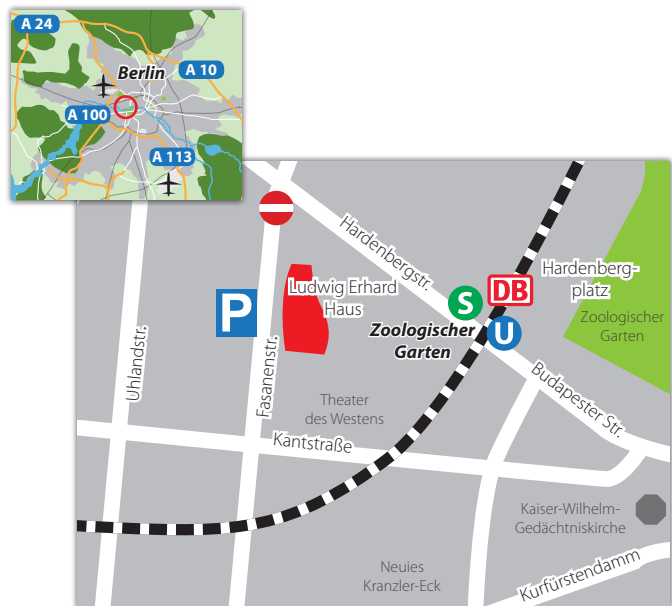 A 24
Berlin
A 10
A 100
A 113
Hardenbergstr.
Hardenberg-
platz
DB
S
U
Ludwig Erhard
Haus
P
Zoologischer
Garten
Zoologischer
Garten
Uhlandstr.
Fasanenstr.
Budapester Str.
Theater
des Westens
Kantstraße
Kaiser-Wilhelm-
Gedächtniskirche
Neuies
Kranzler-Eck
Kurfürstendamm